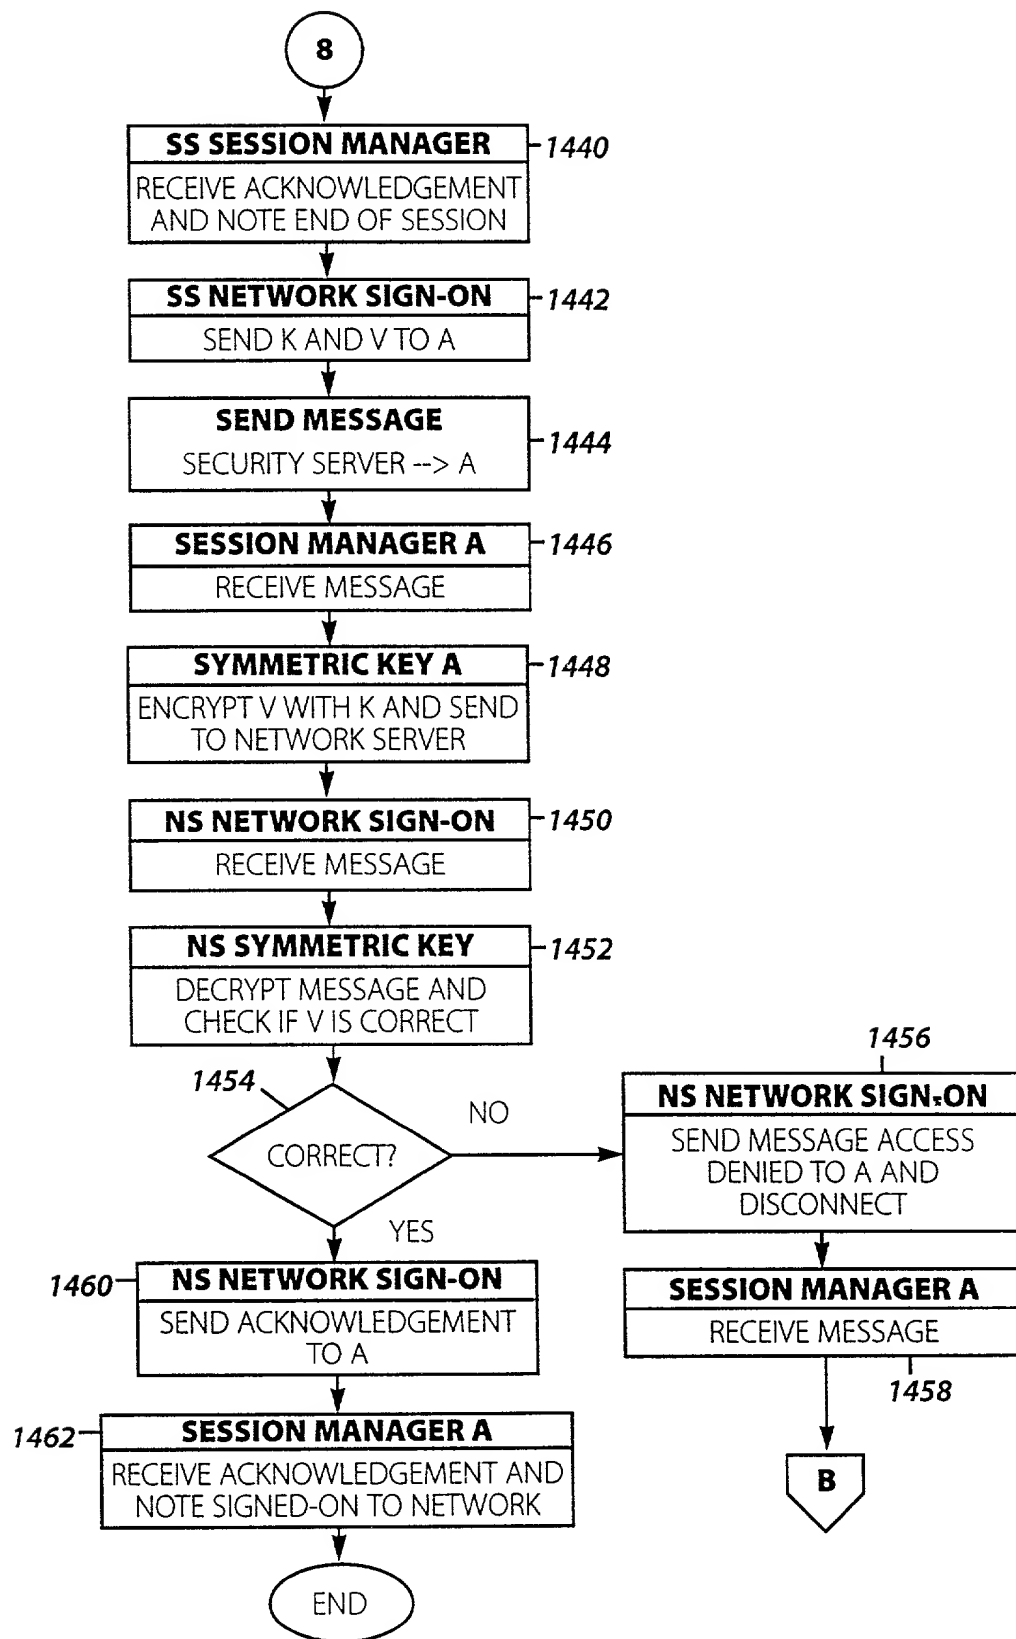 8
SS SESSION MANAGER
1440
RECEIVE ACKNOWLEDGEMENT
AND NOTE END OF SESSION
SS NETWORK SIGN-ON
1442
SEND K AND V TO A
SEND MESSAGE
1444
SECURITY SERVER --> A
SESSION MANAGER A
1446
RECEIVE MESSAGE
SYMMETRIC KEY A
1448
ENCRYPT V WITH K AND SEND
TO NETWORK SERVER
NS NETWORK SIGN-ON
1450
RECEIVE MESSAGE
NS SYMMETRIC KEY
1452
DECRYPT MESSAGE AND
CHECK IF V IS CORRECT
1454
CORRECT?
NO
YES
1456
NS NETWORK SIGN-ON
SEND MESSAGE ACCESS
DENIED TO A AND
DISCONNECT
SESSION MANAGER A
RECEIVE MESSAGE
1458
B
1460
NS NETWORK SIGN-ON
SEND ACKNOWLEDGEMENT
TO A
1462
SESSION MANAGER A
RECEIVE ACKNOWLEDGEMENT AND
NOTE SIGNED-ON TO NETWORK
END